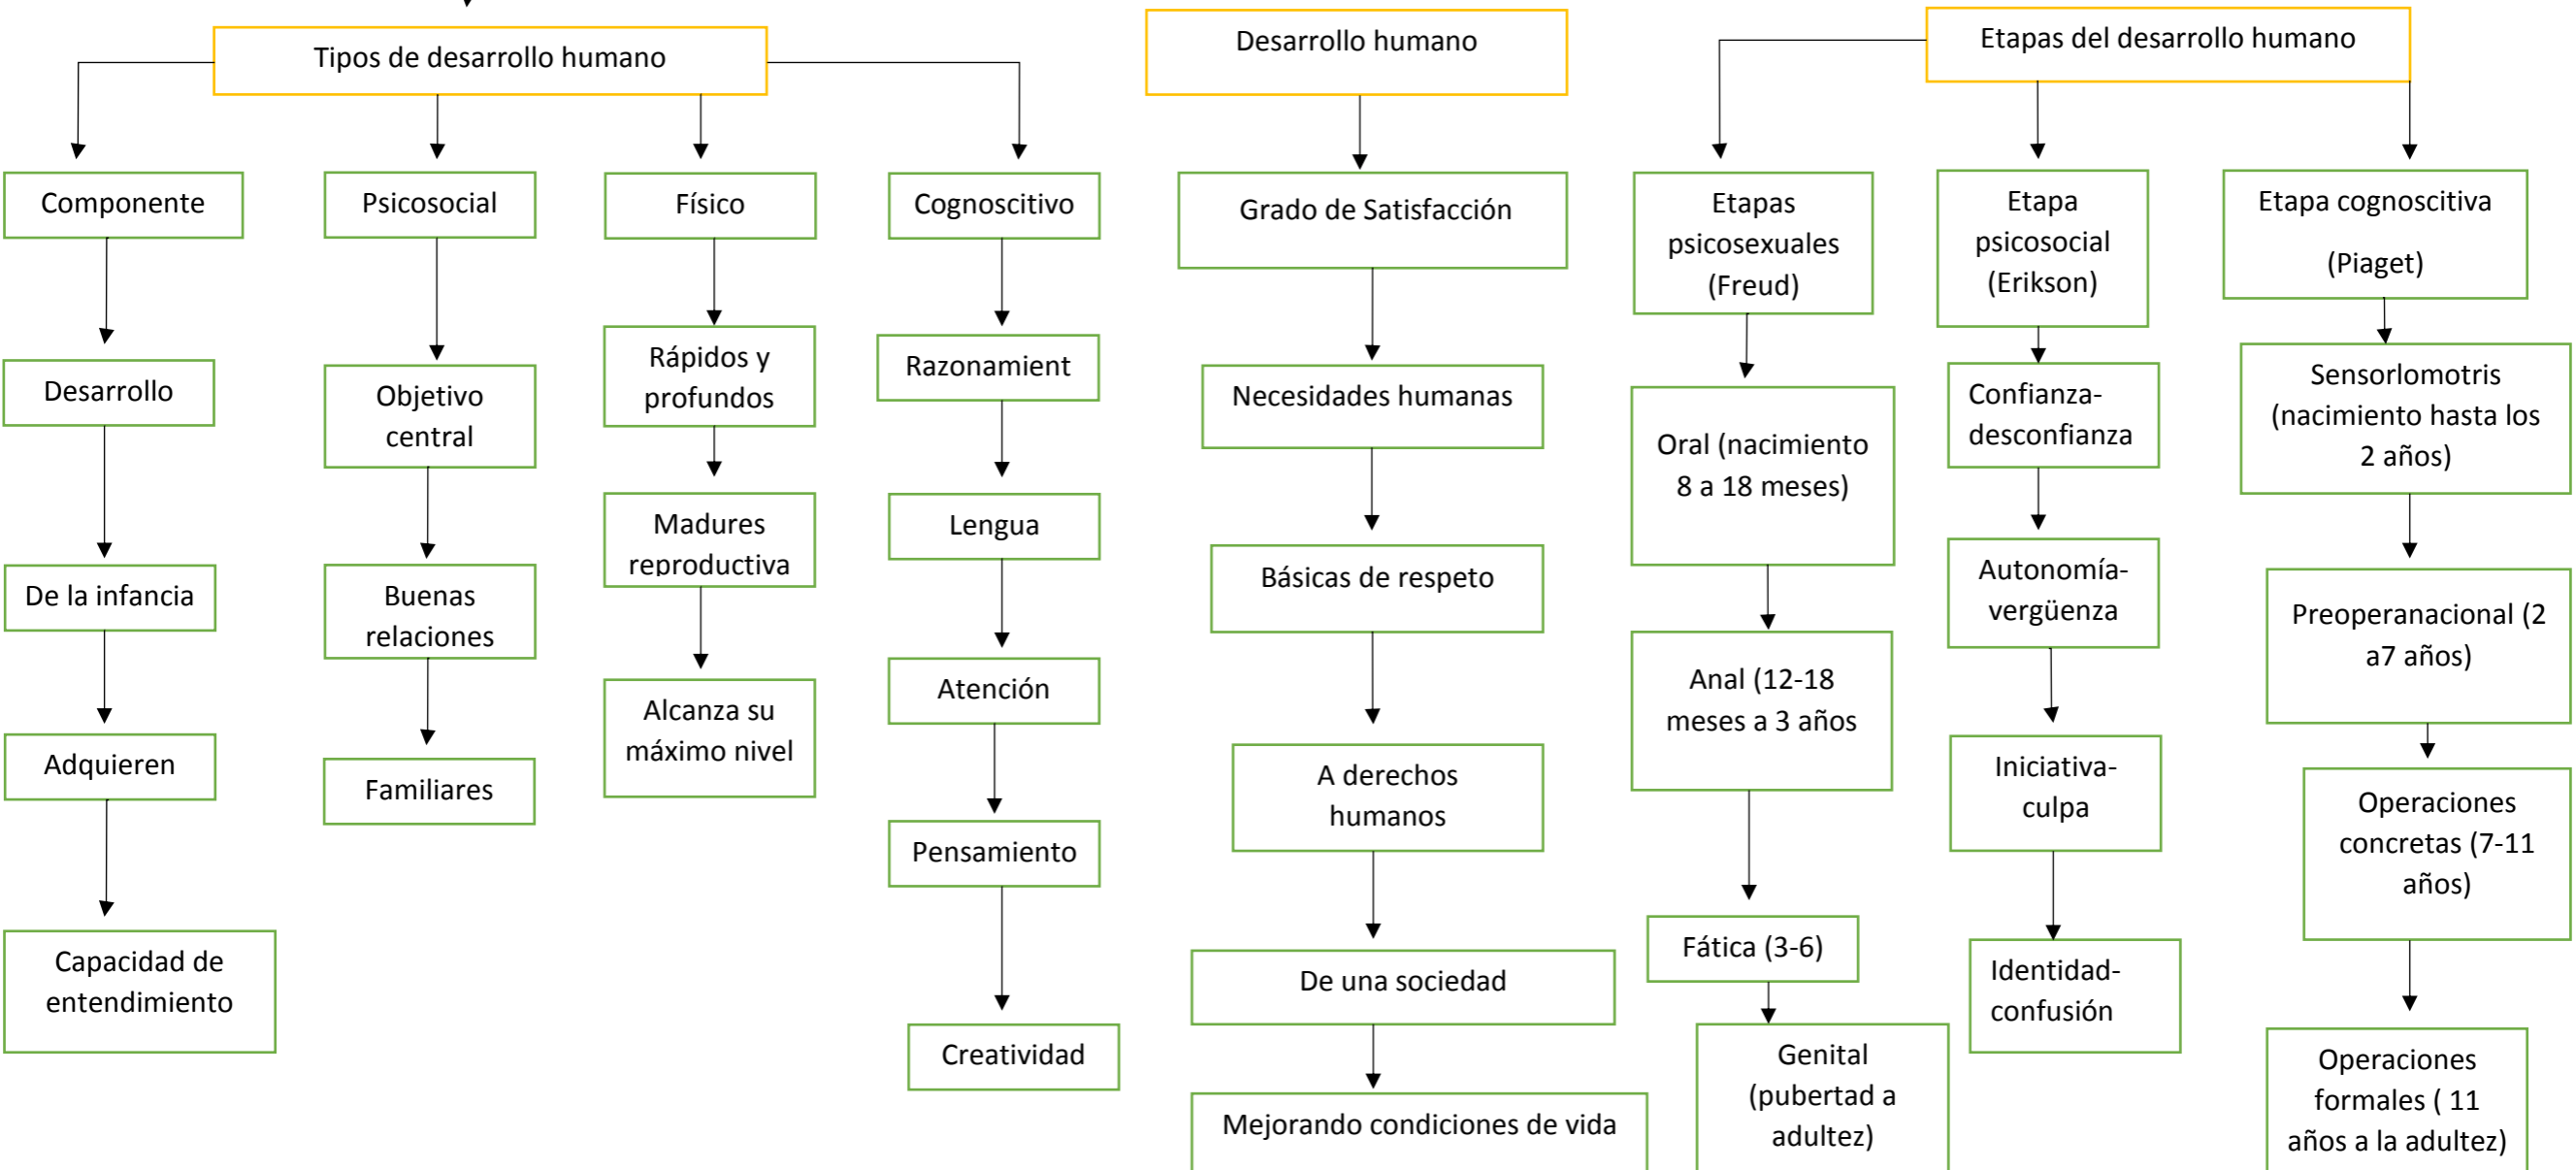 Tipos de desarrollo humano
Desarrollo humano
Etapas del desarrollo humano
Componente
Desarrollo
De la infancia
Adquieren
Capacidad de
entendimiento
Psicosocial
Objetivo
central
Buenas
relaciones
Familiares
Físico
Rápidos y
profundos
Madures
reproductiva
Alcanza su
máximo nivel
Cognoscitivo
Razonamient
Lengua
Atención
Pensamiento
Creatividad
Grado de Satisfacción
Necesidades humanas
Básicas de respeto
A derechos
humanos
De una sociedad
Mejorando condiciones de vida
Etapas
psicosexuales
(Freud)
Oral (nacimiento
8 a 18 meses)
Anal (12-18
meses a 3 años
Fática (3-6)
Genital
(pubertad a
adultez)
Etapa
psicosocial
(Erikson)
Confianza-
desconfianza
Autonomía-
vergüenza
Iniciativa-
culpa
Identidad-
confusión
Etapa cognoscitiva
(Piaget)
Sensorlomotris
(nacimiento hasta los
2 años)
Preoperanacional (2
a7 años)
Operaciones
concretas (7-11
años)
Operaciones
formales ( 11
años a la adultez)